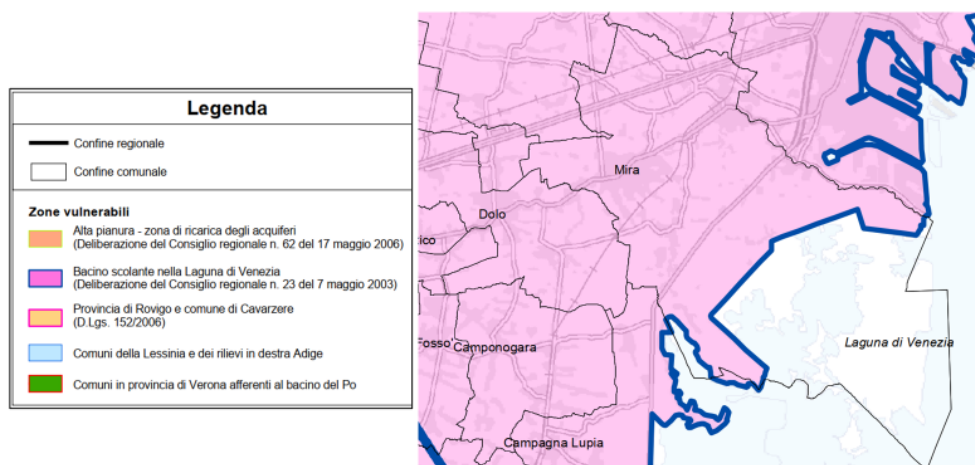 Legenda
Confine regionale
Confine comunale
Zone vulnerabili
Alta pianura - zona di ricarica degli acquiferi
(Deliberazione del Consiglio regionale n. 62 del 17 maggio 2006)
Bacino scolante nella Laguna di Venezia
(Deliberazione del Consiglio regionale n. 23 del 7 maggio 2003)
Provincia di Rovigo e comune di Cavarzere
(D.Lgs. 152/2006)
Comuni della Lessinia e dei rilievi in destra Adige
Comuni in provincia di Verona afferenti al bacino del Po
Mira
Dolo
ico
Fosso'
Camponogara
Laguna di Venezia
Campagna Lupia